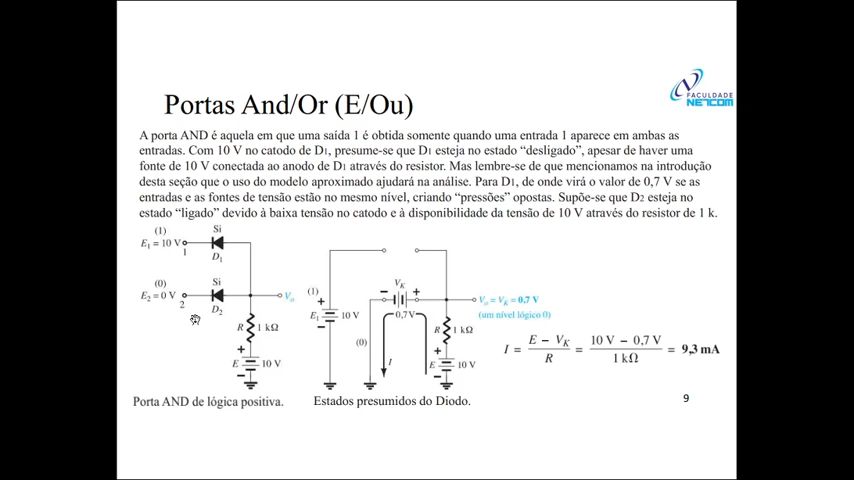 FACULDADE
NETCOM
Portas And/Or (E/Ou)
A porta AND é aquela em que uma saída 1 é obtida somente quando uma entrada 1 aparece em ambas as
entradas. Com 10 V no catodo de D1, presume-se que D1 esteja no estado “desligado”, apesar de haver uma
fonte de 10 V conectada ao anodo de D1 através do resistor. Mas lembre-se de que mencionamos na introdução
desta seção que o uso do modelo aproximado ajudará na análise. Para D1, de onde virá o valor de 0,7 V se as
entradas e as fontes de tensão estão no mesmo nível, criando “pressões” opostas. Supõe-se que D2 esteja no
estado “ligado” devido à baixa tensão no catodo e à disponibilidade da tensão de 10 V através do resistor de 1 k.
(1)
E1 = 10 V
1
Si
D1
(0)
E2 = 0 V
2
Si
D2
Vo
R
1 kΩ
+
E
10 V
−
Porta AND de lógica positiva.
(1)
+
E1
10 V
−
VK
− +
0,7 V
(0)
I
R
1 kΩ
+
E
10 V
−
Vo = VK = 0,7 V
(um nível lógico 0)
Estados presumidos do Diodo.
I = E − VK / R = 10 V − 0,7 V / 1 kΩ = 9,3 mA
9